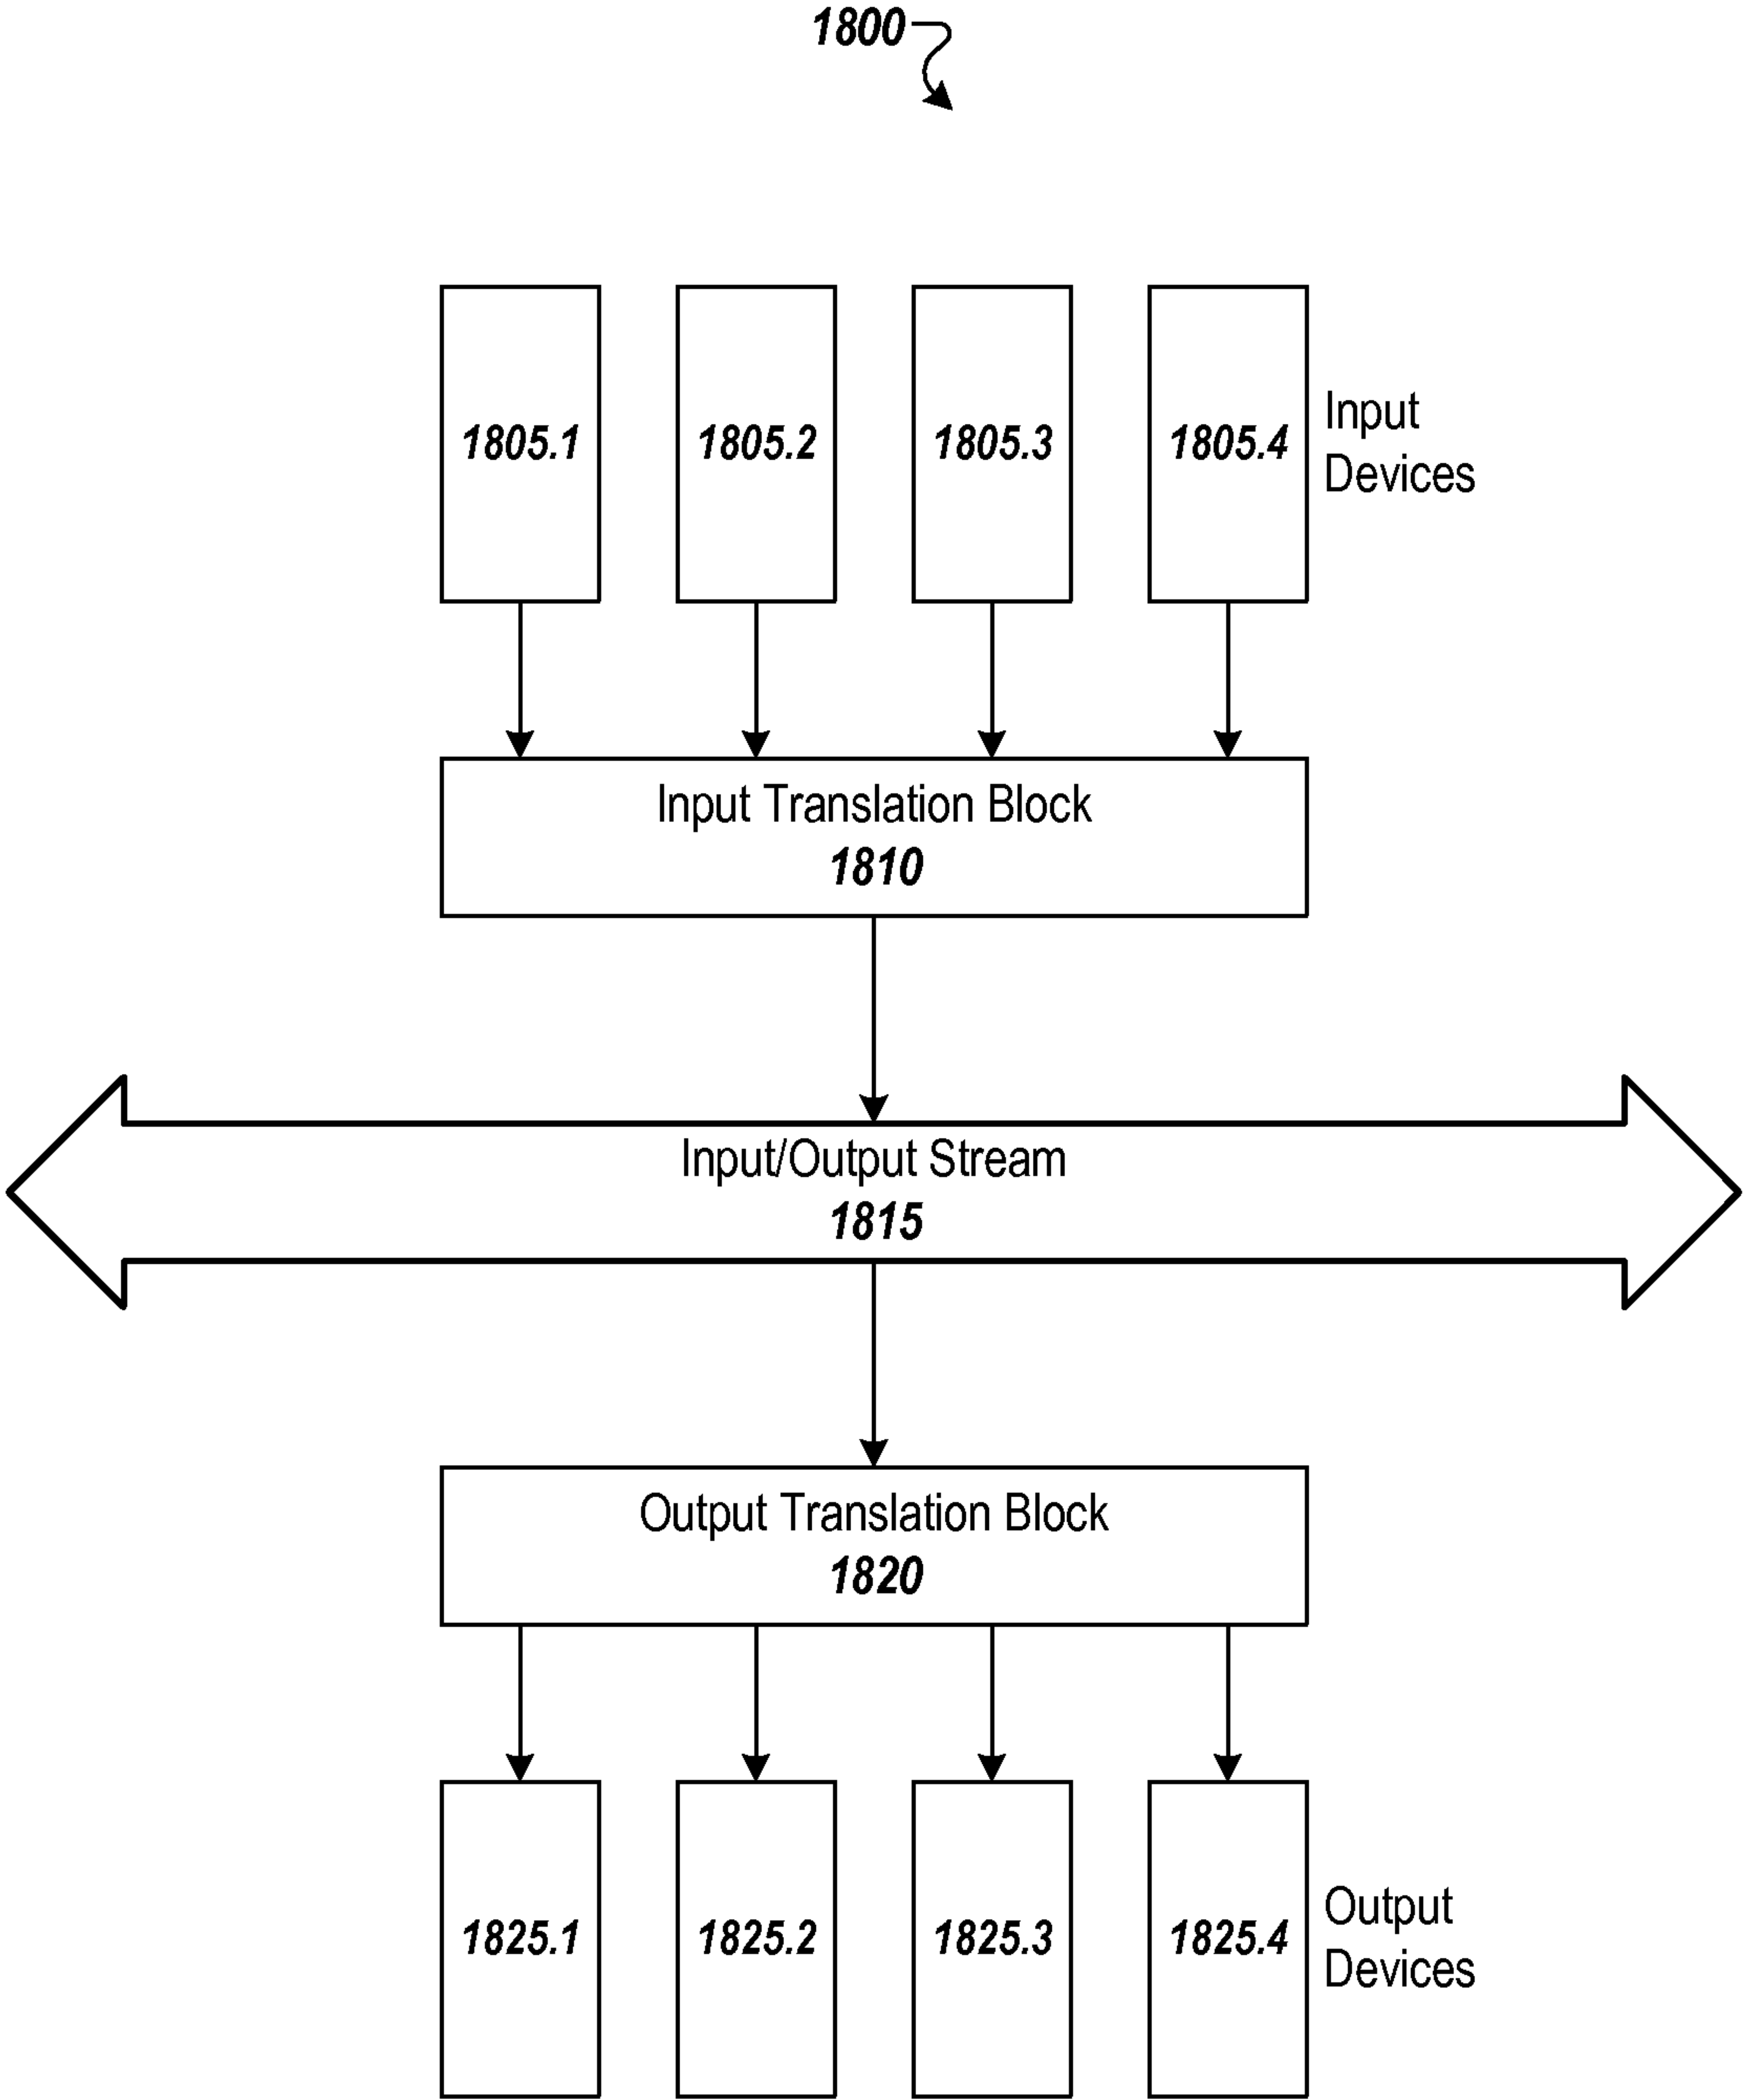 1800
1805.1 1805.2 1805.3 1805.4
Input
Devices
Input Translation Block
1810
Input/Output Stream
1815
Output Translation Block
1820
1825.1 1825.2 1825.3 1825.4
Output
Devices